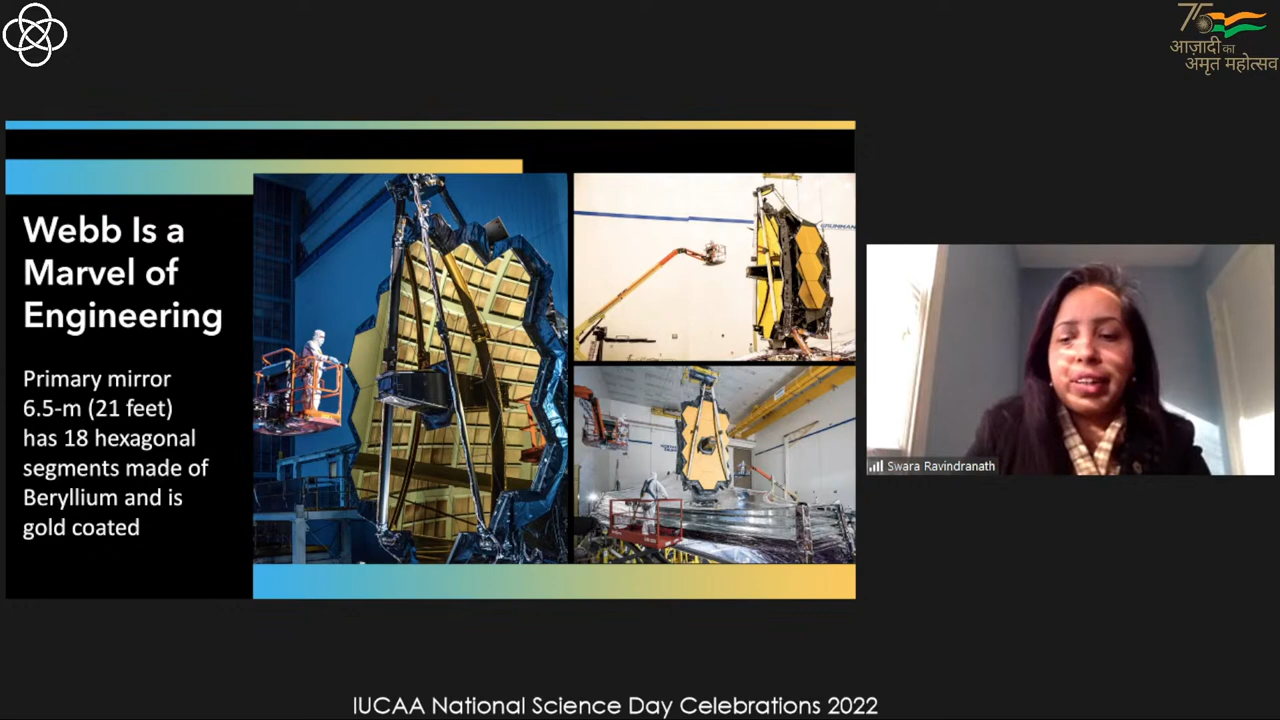 75
आज़ादी का
अमृत महोत्सव
Webb Is a
Marvel of
Engineering
Primary mirror
6.5-m (21 feet)
has 18 hexagonal
segments made of
Beryllium and is
gold coated
Swara Ravindranath
IUCAA National Science Day Celebrations 2022